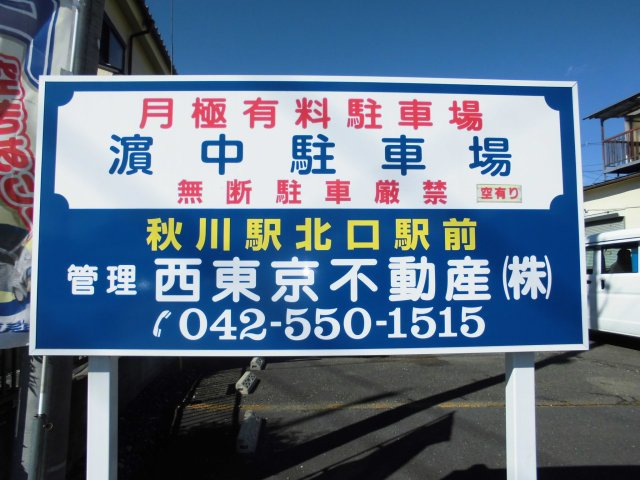 月極有料駐車場
濵中駐車場
無断駐車厳禁
空有り
秋川駅北口駅前
管理 西東京不動産㈱
042-550-1515